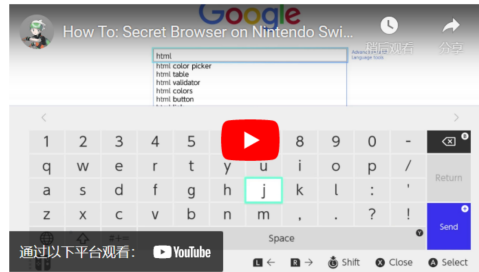 Google
How To: Secret Browser on Nintendo Swi...
稍后观看
分享
html
html color picker
html table
html validator
html colors
html button
1 2 3 4 5 8 9 0 -
q w e r t y u i o p /
Return
a s d f g h j k l : '
z x c v b n m , . ? !
Send
#+=
Space
通过以下平台观看: YouTube
L ← R → Shift X Close A Select